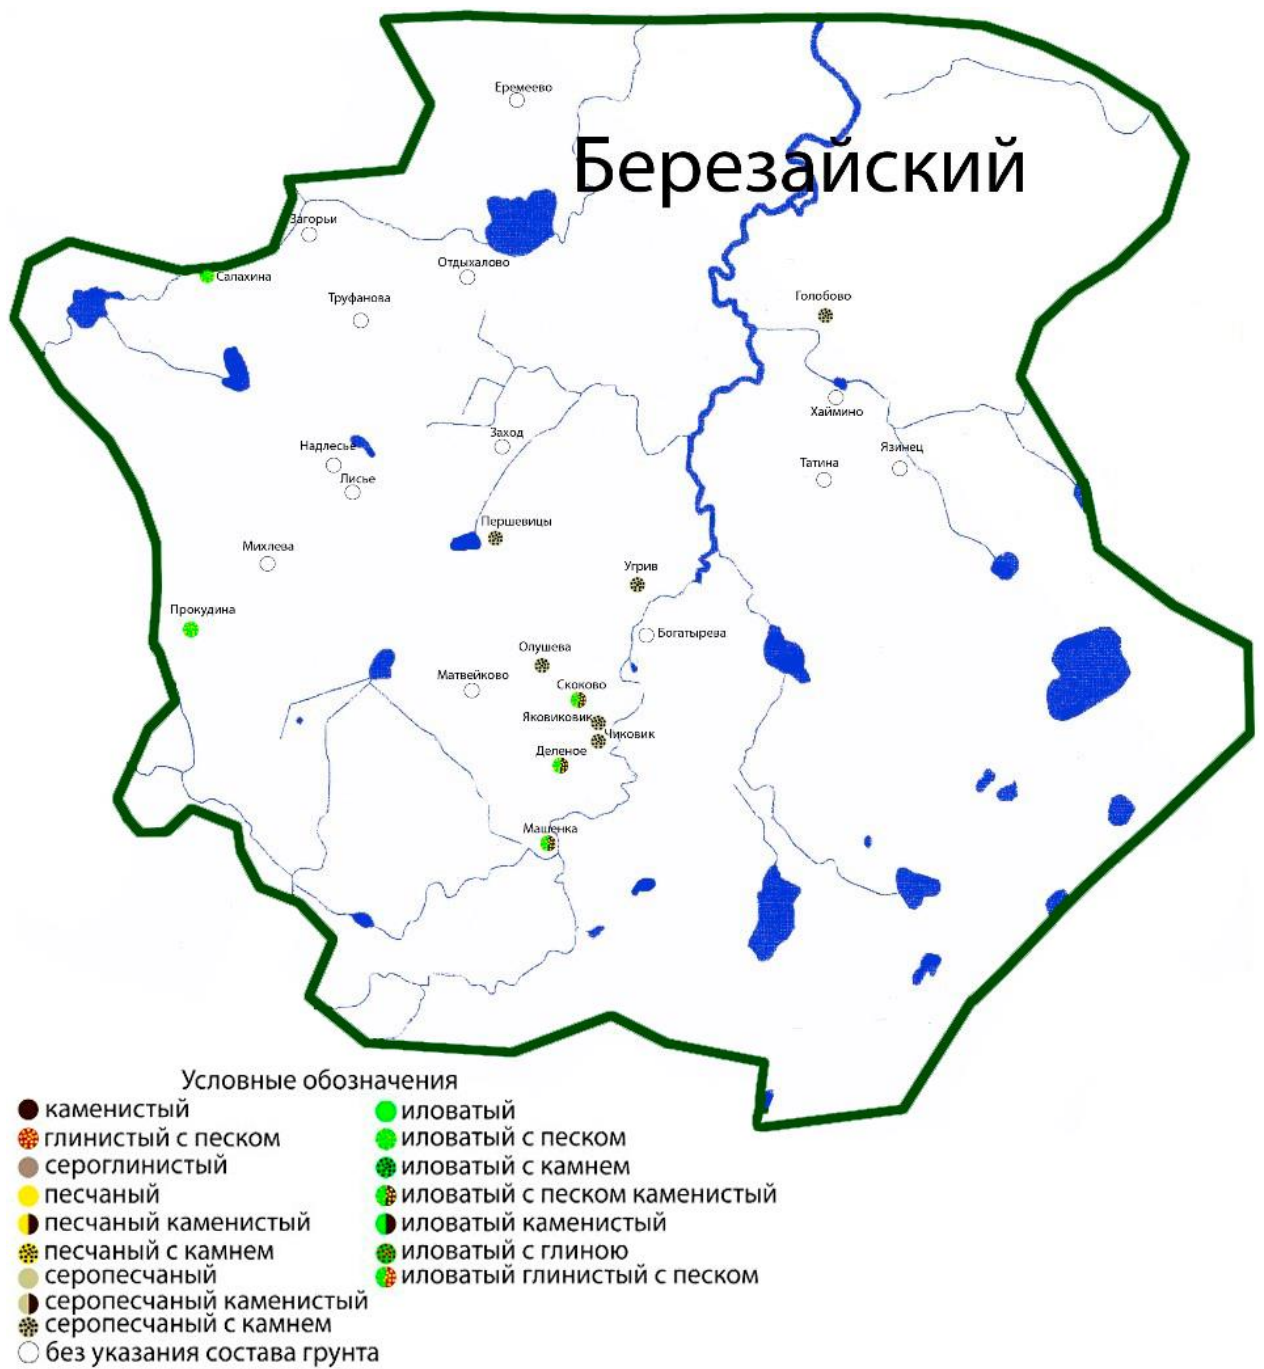 Еремеево
Березайский
Загорьи
Отдыхалово
Салахина
Труфанова
Голобово
Хаймино
Заход
Надлесье
Язинец
Татина
Лисье
Першевицы
Михлева
Угрив
Прокудина
Богатырева
Олушева
Матвейково
Скоково
Яковиковик
Чиковик
Деленое
Машенка
Условные обозначения
каменистый
глинистый с песком
сероглинистый
песчаный
песчаный каменистый
песчаный с камнем
серопесчаный
серопесчаный каменистый
серопесчаный с камнем
без указания состава грунта
иловатый
иловатый с песком
иловатый с камнем
иловатый с песком каменистый
иловатый каменистый
иловатый с глиною
иловатый глинистый с песком